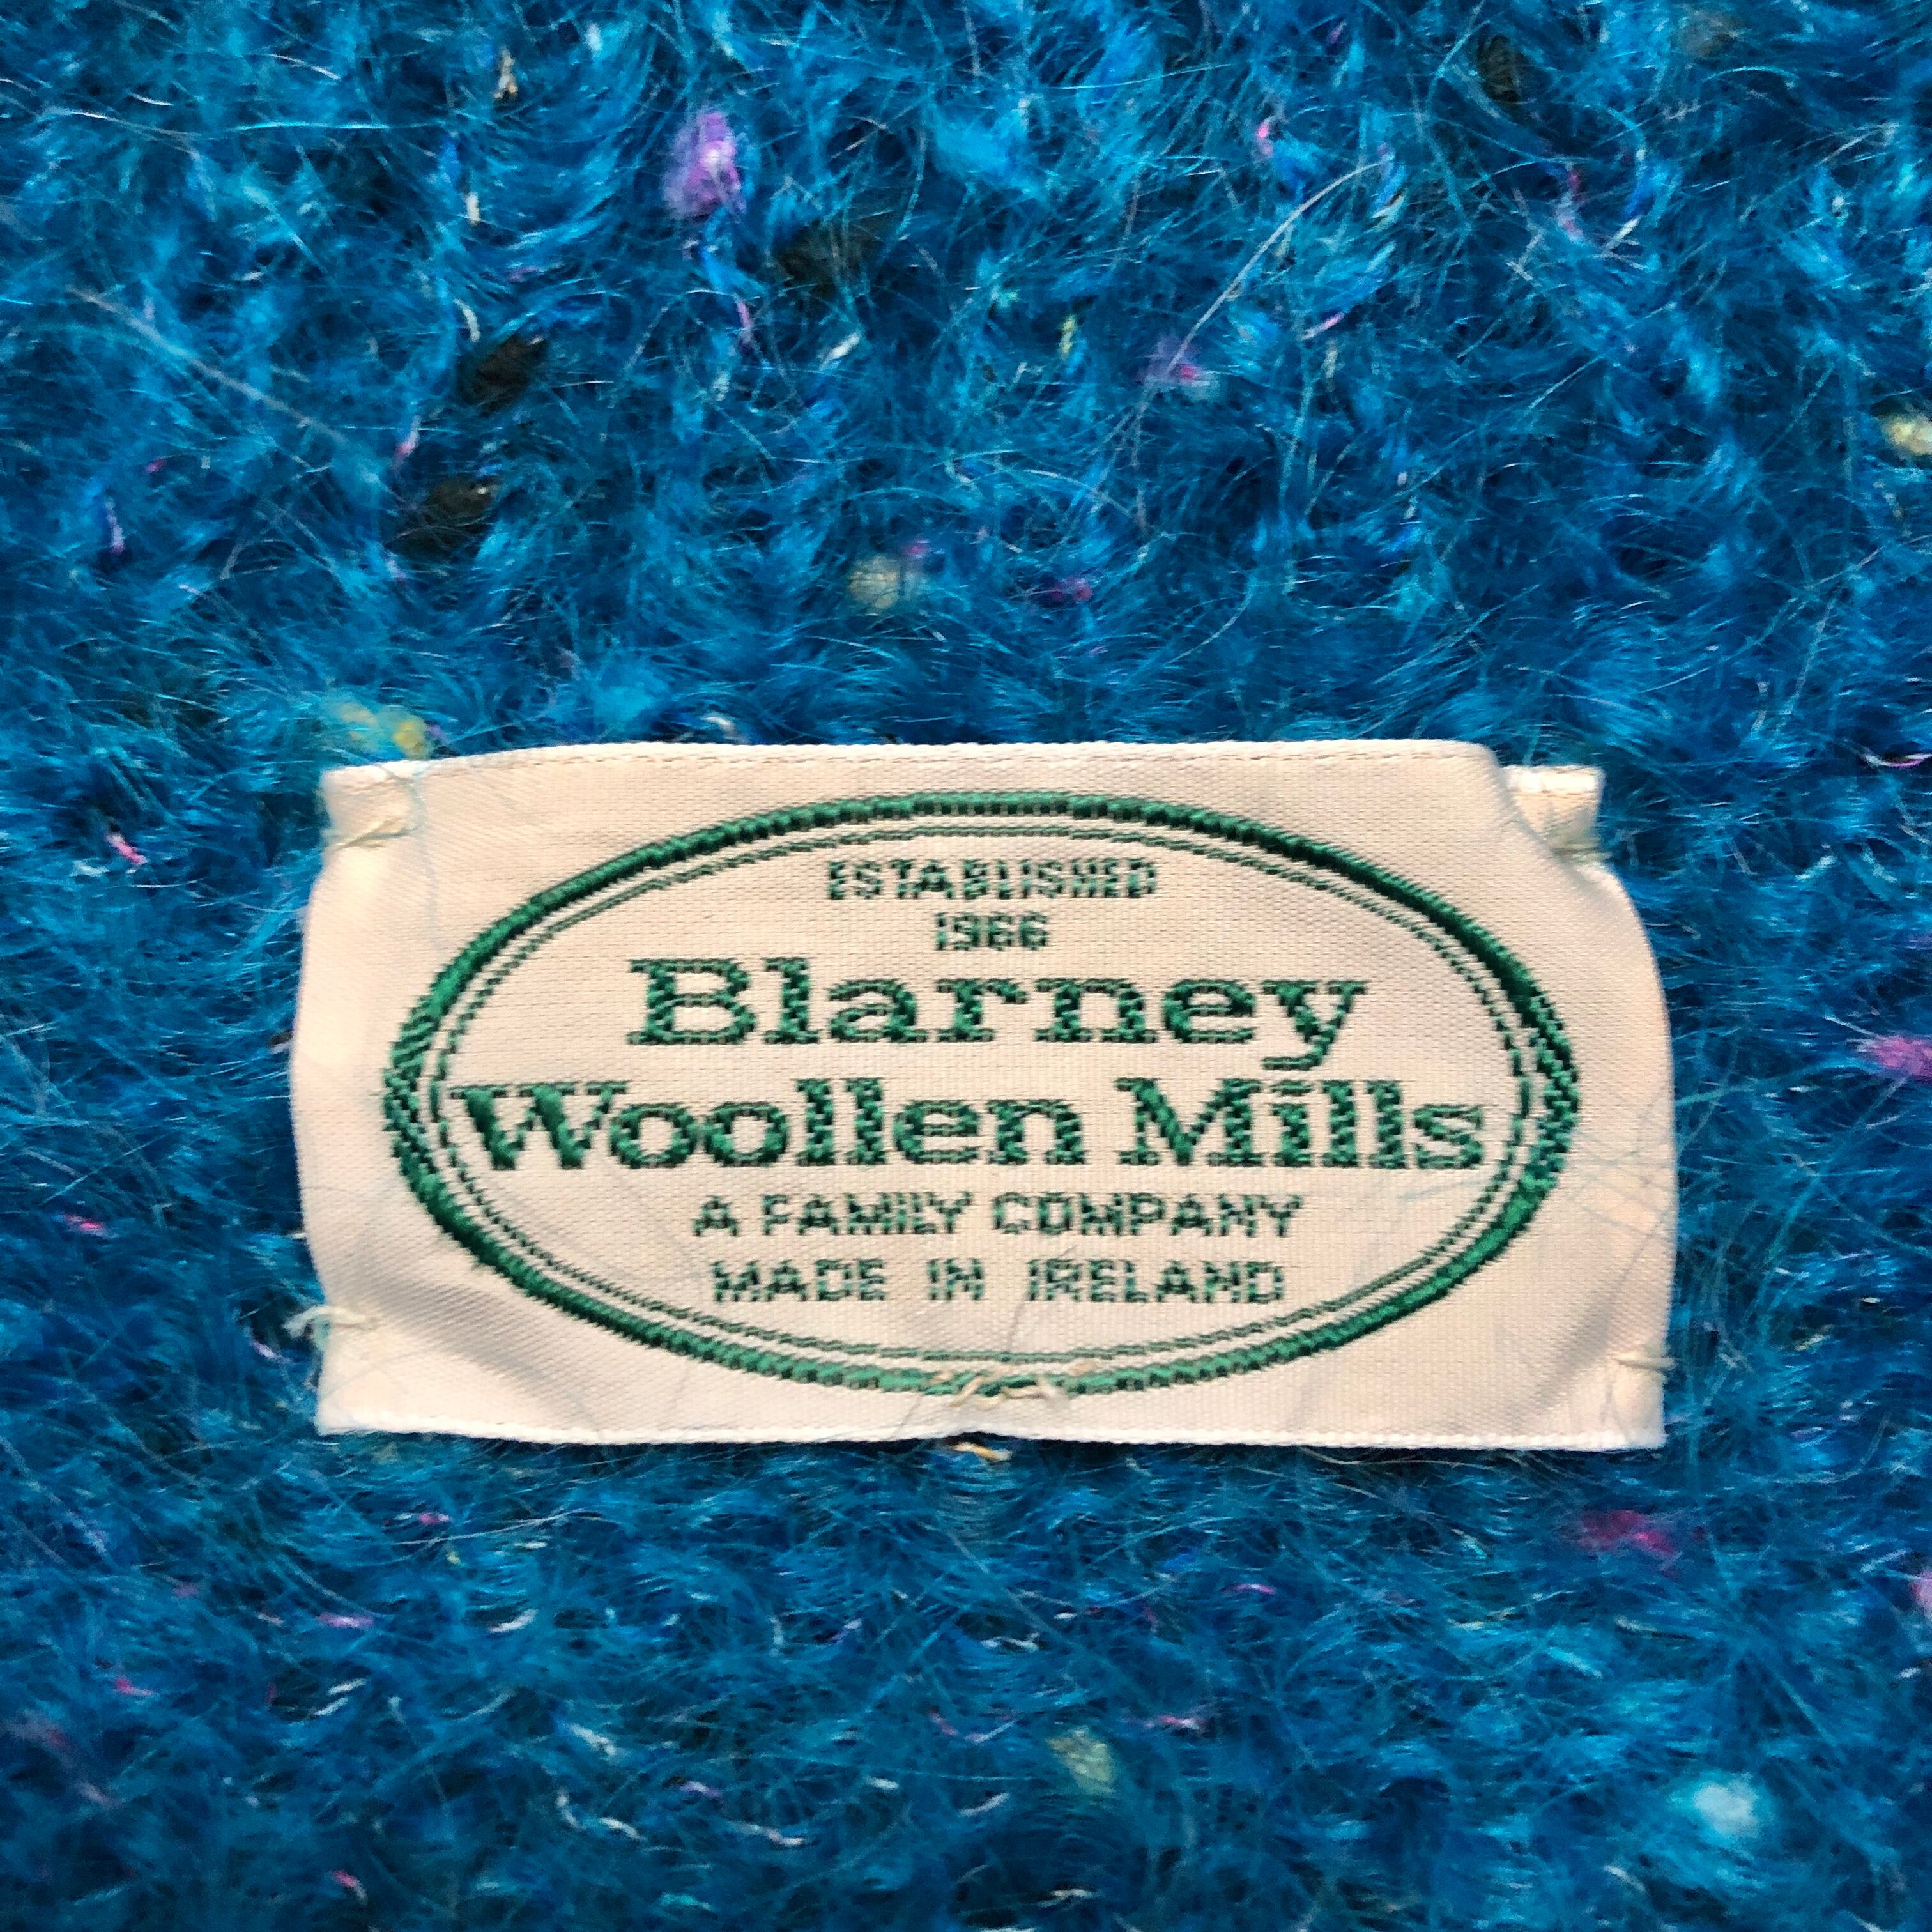 ESTABLISHED
1966
Blarney
Woollen Mills
A FAMILY COMPANY
MADE IN IRELAND